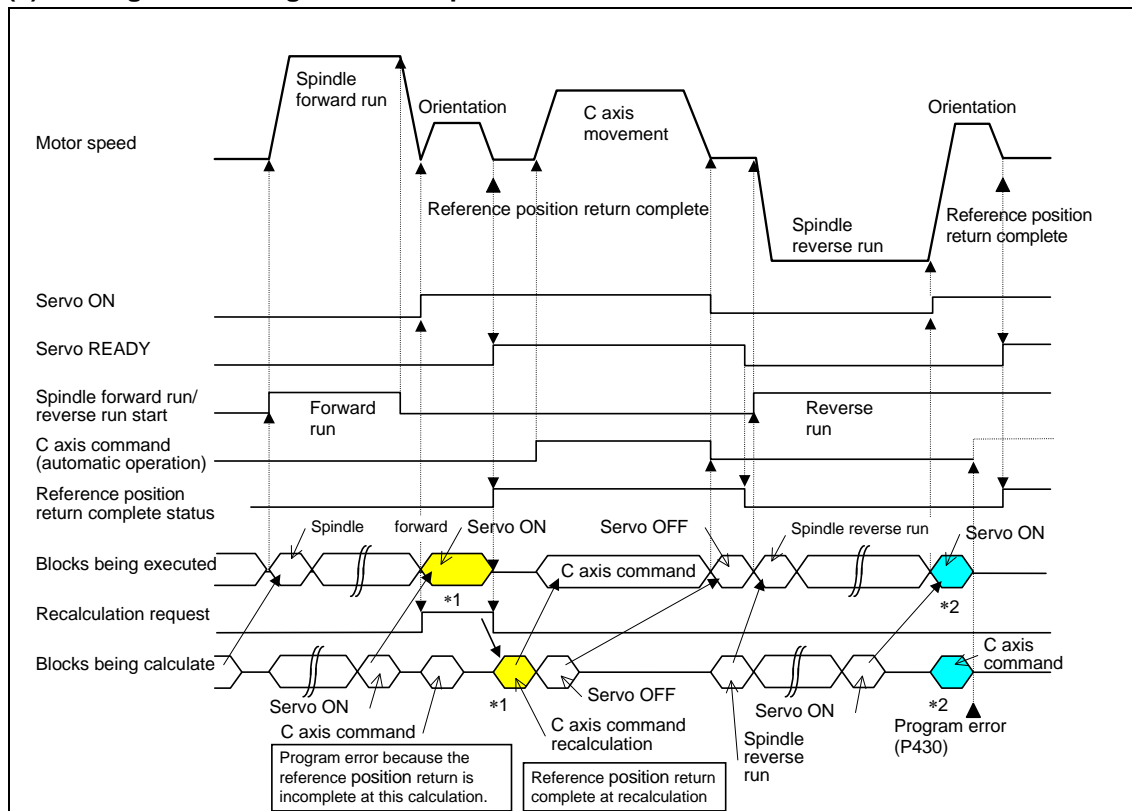 Spindle
forward run
Orientation
C axis
movement
Orientation
Motor speed
Reference position return complete
Spindle
reverse run
Reference position
return complete
Servo ON
Servo READY
Spindle forward run/
reverse run start
Forward
run
Reverse
run
C axis command
(automatic operation)
Reference position
return complete status
Spindle forward
Servo ON
Servo OFF
Spindle reverse run
Servo ON
Blocks being executed
C axis command
*1
*2
Recalculation request
Blocks being calculate
C axis
command
Servo ON
*1
Servo OFF
Servo ON
*2
C axis command
C axis command
recalculation
Spindle
reverse
run
Program error
(P430)
Program error because the
reference position return is
incomplete at this calculation.
Reference position return
complete at recalculation